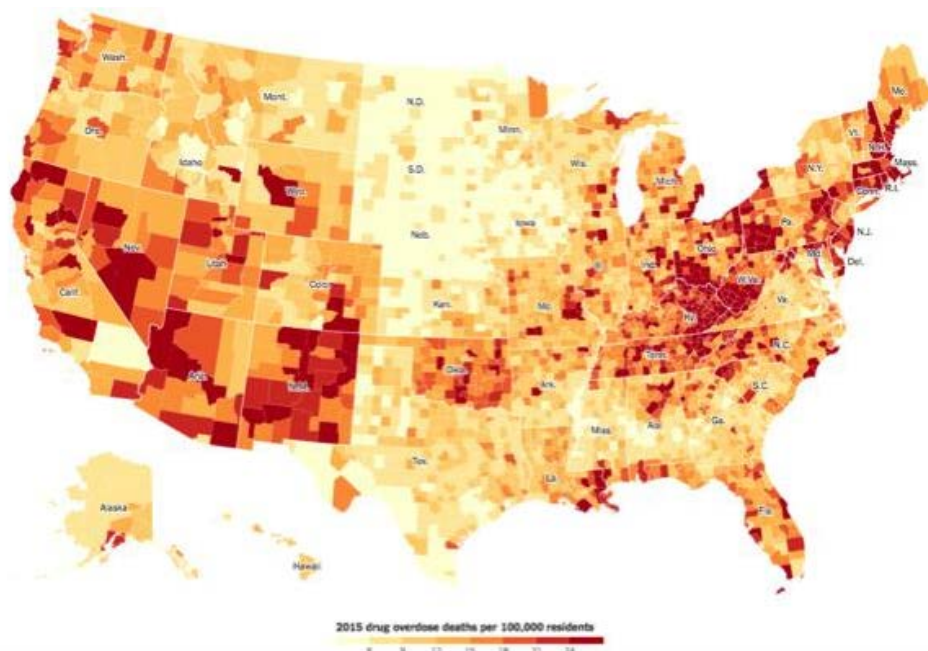 Wash.
Mont.
N.D.
Minn.
Me.
Ore.
Idaho
S.D.
Wis.
Vt.
N.H.
Mass.
Wyo.
Mich.
N.Y.
Conn.
R.I.
Neb.
Iowa
Pa.
N.J.
Nev.
Utah
Colo.
Ohio
Ind.
Md.
Del.
Calif.
Kan.
Mo.
W.Va.
Va.
Ky.
Ariz.
N.M.
Okla.
Ark.
Tenn.
N.C.
S.C.
Miss.
Ala.
Ga.
Tex.
La.
Fla.
Alaska
Hawaii
2015 drug overdose deaths per 100,000 residents